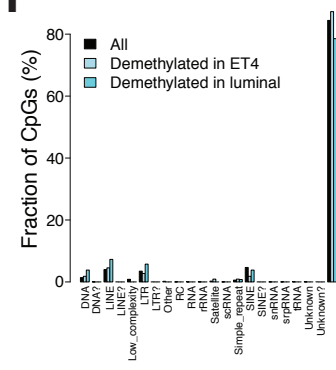 Fraction of CpGs (%)
80
60
40
20
0
All
Demethylated in ET4
Demethylated in luminal
DNA
DNA?
LINE
LINE?
Low_complexity
LTR
LTR?
Other
RC
RNA
rRNA
Satellite
scRNA
Simple_repeat
SINE
SINE?
snRNA
srpRNA
tRNA
Unknown
Unknown?